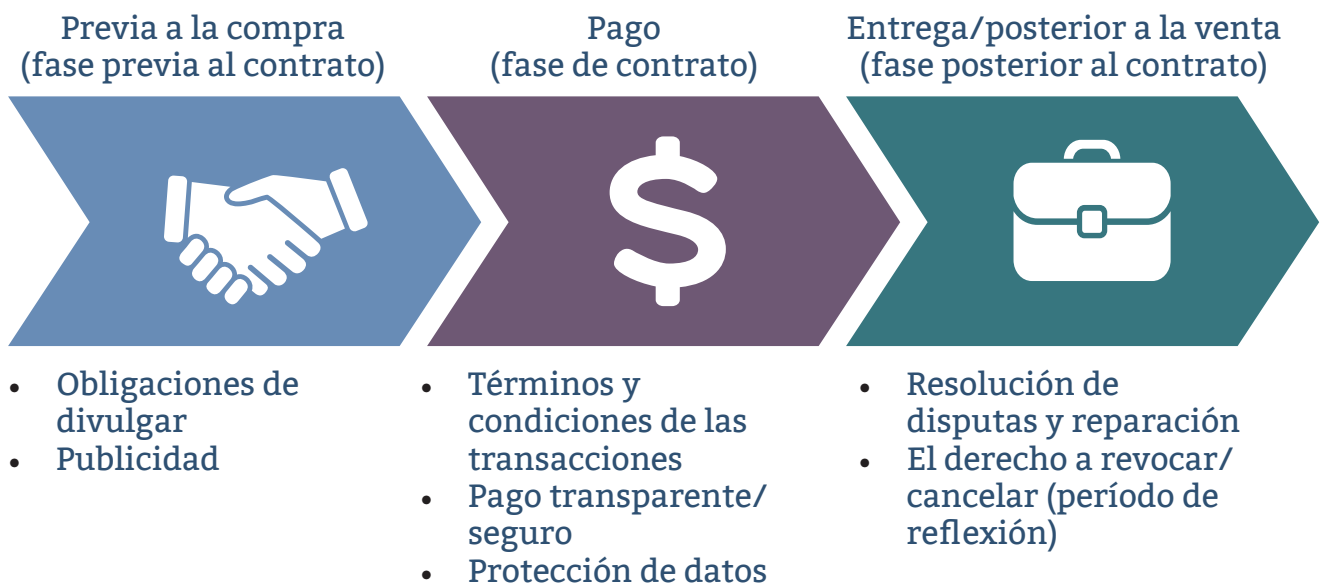 Previa a la compra
(fase previa al contrato)
Pago
(fase de contrato)
Entrega/posterior a la venta
(fase posterior al contrato)
$
• Obligaciones de
divulgar
• Publicidad
• Términos y
condiciones de las
transacciones
• Pago transparente/
seguro
• Protección de datos
• Resolución de
disputas y reparación
• El derecho a revocar/
cancelar (período de
reflexión)